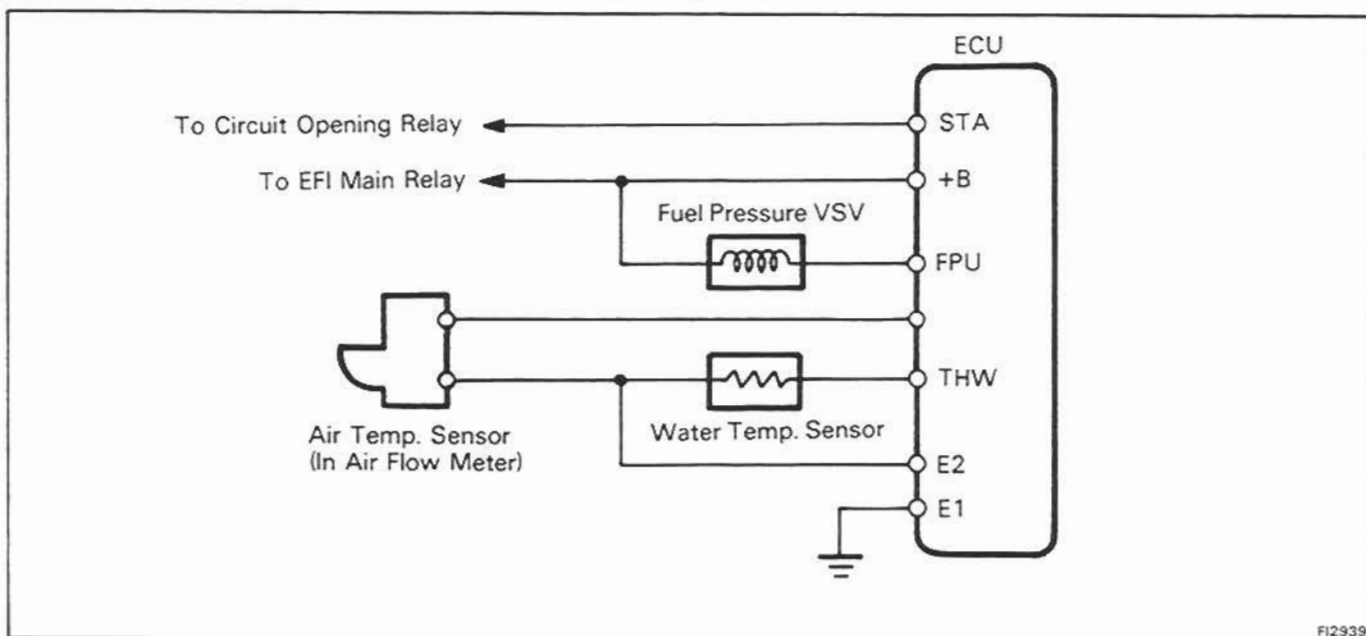 ECU
To Circuit Opening Relay
STA
To EFI Main Relay
+B
Fuel Pressure VSV
FPU
THW
Air Temp. Sensor
(In Air Flow Meter)
Water Temp. Sensor
E2
E1
FI2939